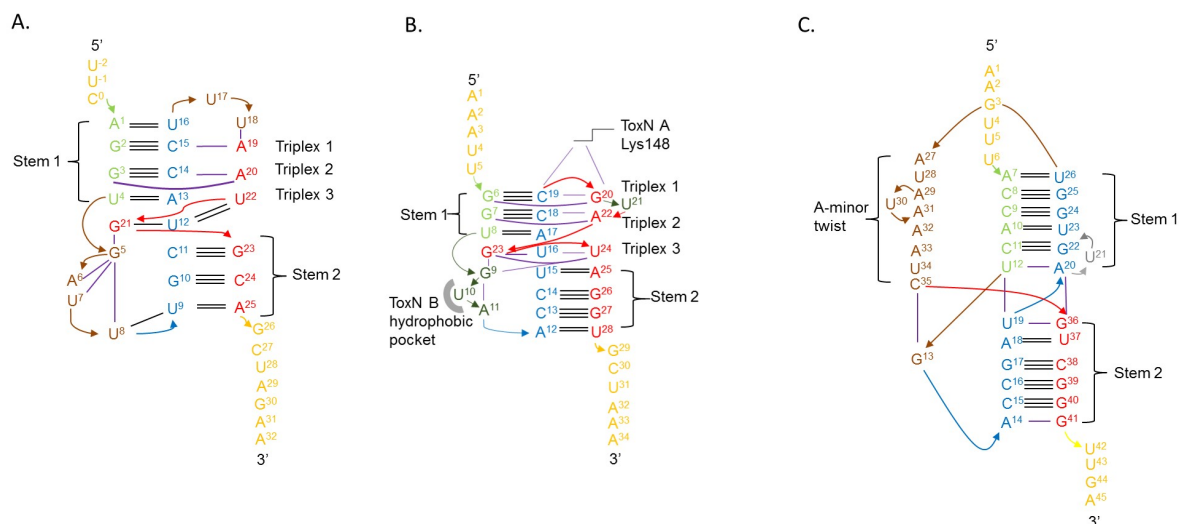 A.
5’
U⁻²
U⁻¹
C⁰
A¹ U¹⁶ U¹⁷ U¹⁸
G² C¹⁵ A¹⁹ Triplex 1
Stem 1
G³ C¹⁴ A²⁰ Triplex 2
U⁴ A¹³ U²² Triplex 3
G²¹ U¹²
G⁵ C¹¹ G²³
A⁶ G¹⁰ C²⁴ Stem 2
U⁷ U⁹ A²⁵
U⁸ G²⁶
C²⁷
U²⁸
A²⁹
G³⁰
A³¹
A³²
3’
B.
5’
A¹
A²
A³
U⁴
U⁵
ToxN A
Lys148
G⁶ C¹⁹ G²⁰ Triplex 1
U²¹
Stem 1
G⁷ C¹⁸ A²² Triplex 2
U⁸ A¹⁷
G²³ U¹⁶ U²⁴ Triplex 3
G⁹ U¹⁵ A²⁵
U¹⁰ C¹⁴ G²⁶ Stem 2
A¹¹ C¹³ G²⁷
ToxN B
hydrophobic
pocket
A¹² U²⁸
G²⁹
C³⁰
U³¹
A³²
A³³
A³⁴
3’
C.
5’
A¹
A²
G³
U⁴
U⁵
U⁶
A²⁷ A⁷ U²⁶
U²⁸ C⁸ G²⁵
A²⁹ C⁹ G²⁴
U³⁰ A³¹ A¹⁰ U²³
A-minor
twist
Stem 1
A³² C¹¹ G²² U²¹
A³³ U¹² A²⁰
U³⁴
C³⁵
U¹⁹ G³⁶
A¹⁸ U³⁷
G¹³ G¹⁷ C³⁸ Stem 2
C¹⁶ G³⁹
C¹⁵ G⁴⁰
A¹⁴ G⁴¹
U⁴²
U⁴³
G⁴⁴
A⁴⁵
3’